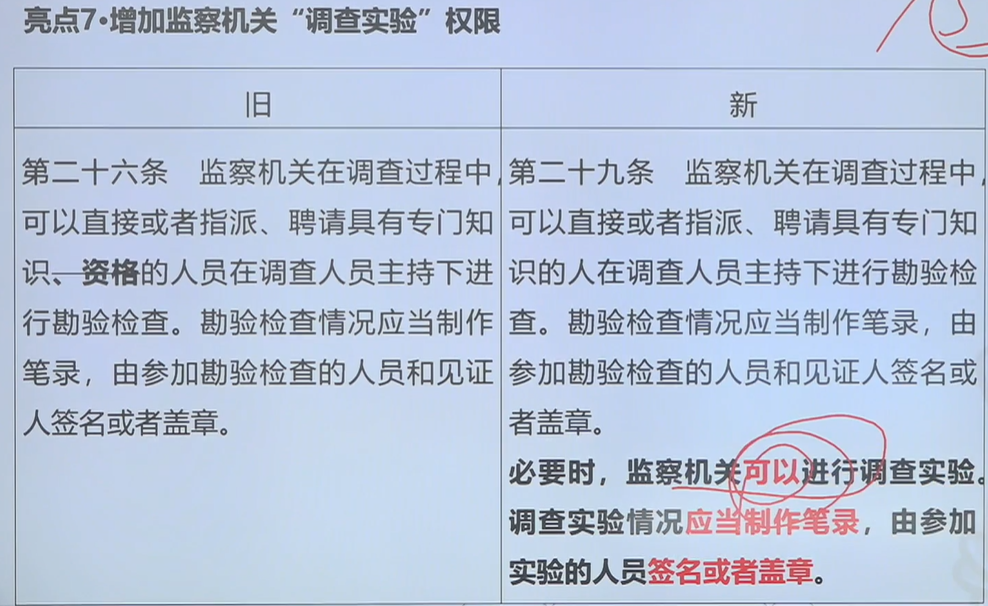 亮点7·增加监察机关“调查实验”权限
旧
新
第二十六条 监察机关在调查过程中,
可以直接或者指派、聘请具有专门知
识、资格的人员在调查人员主持下进
行勘验检查。勘验检查情况应当制作
笔录，由参加勘验检查的人员和见证
人签名或者盖章。
第二十九条 监察机关在调查过程中,
可以直接或者指派、聘请具有专门知
识的人在调查人员主持下进行勘验检
查。勘验检查情况应当制作笔录，由
参加勘验检查的人员和见证人签名或
者盖章。
必要时，监察机关可以进行调查实验。
调查实验情况应当制作笔录，由参加
实验的人员签名或者盖章。